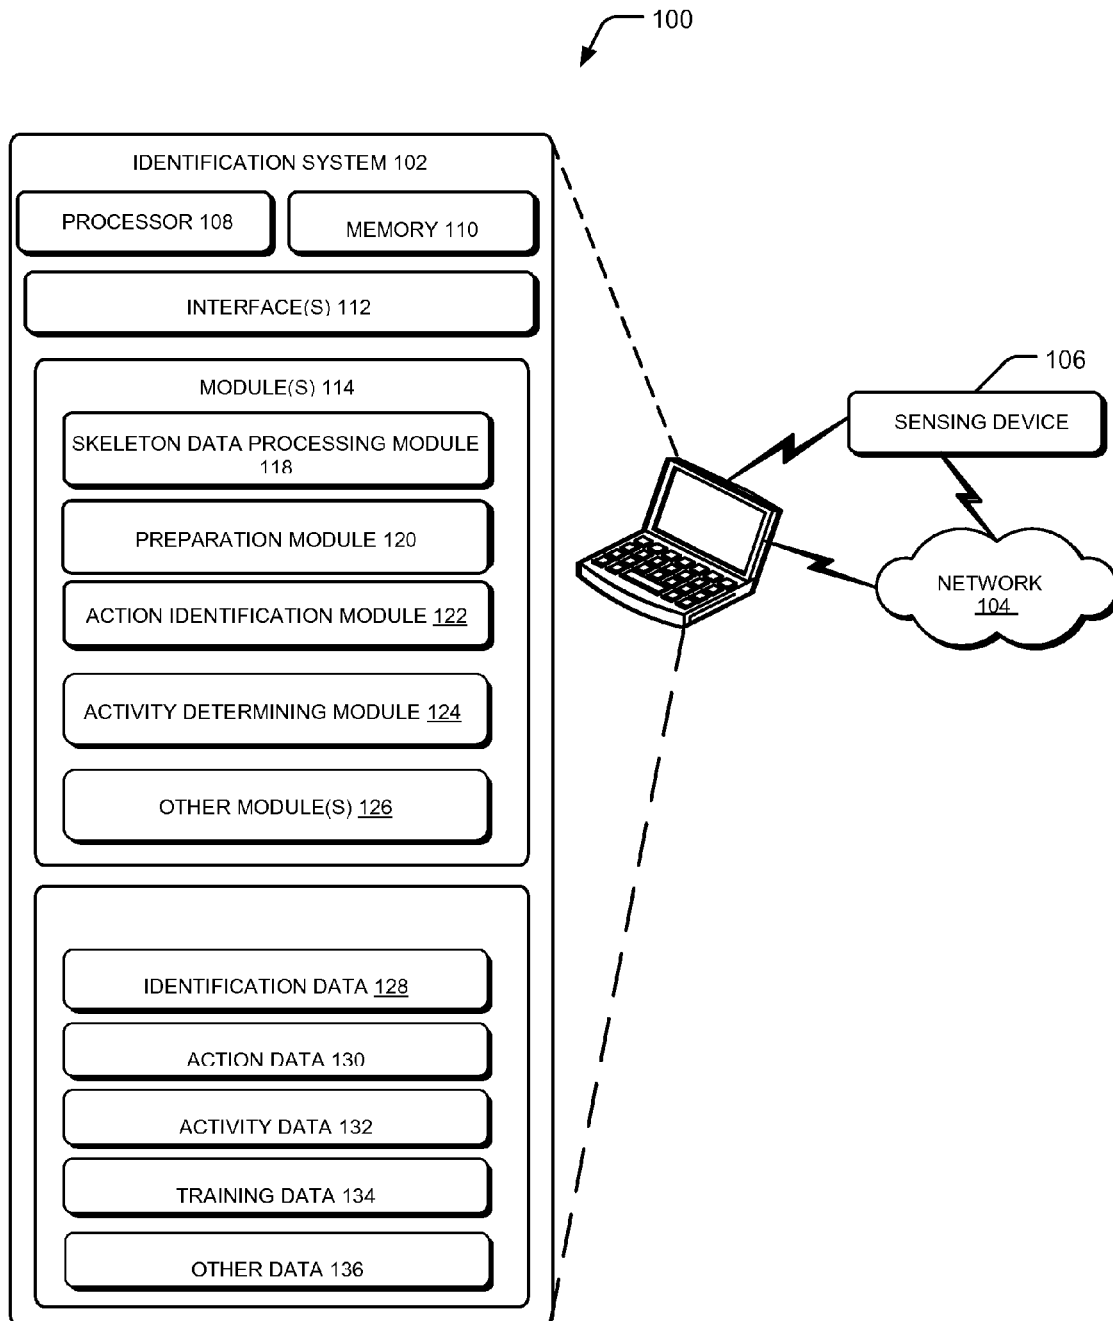 100
IDENTIFICATION SYSTEM 102
PROCESSOR 108
MEMORY 110
INTERFACE(S) 112
MODULE(S) 114
SKELETON DATA PROCESSING MODULE
118
PREPARATION MODULE 120
ACTION IDENTIFICATION MODULE 122
ACTIVITY DETERMINING MODULE 124
OTHER MODULE(S) 126
IDENTIFICATION DATA 128
ACTION DATA 130
ACTIVITY DATA 132
TRAINING DATA 134
OTHER DATA 136
106
SENSING DEVICE
NETWORK
104